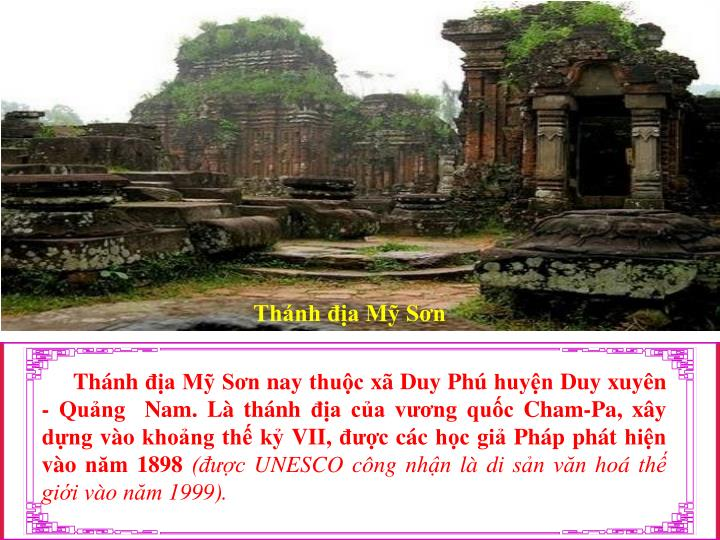 Thánh địa Mỹ Sơn
Thánh địa Mỹ Sơn nay thuộc xã Duy Phú huyện Duy xuyên
- Quảng Nam. Là thánh địa của vương quốc Cham-Pa, xây
dựng vào khoảng thế kỷ VII, được các học giả Pháp phát hiện
vào năm 1898 (được UNESCO công nhận là di sản văn hoá thế
giới vào năm 1999).